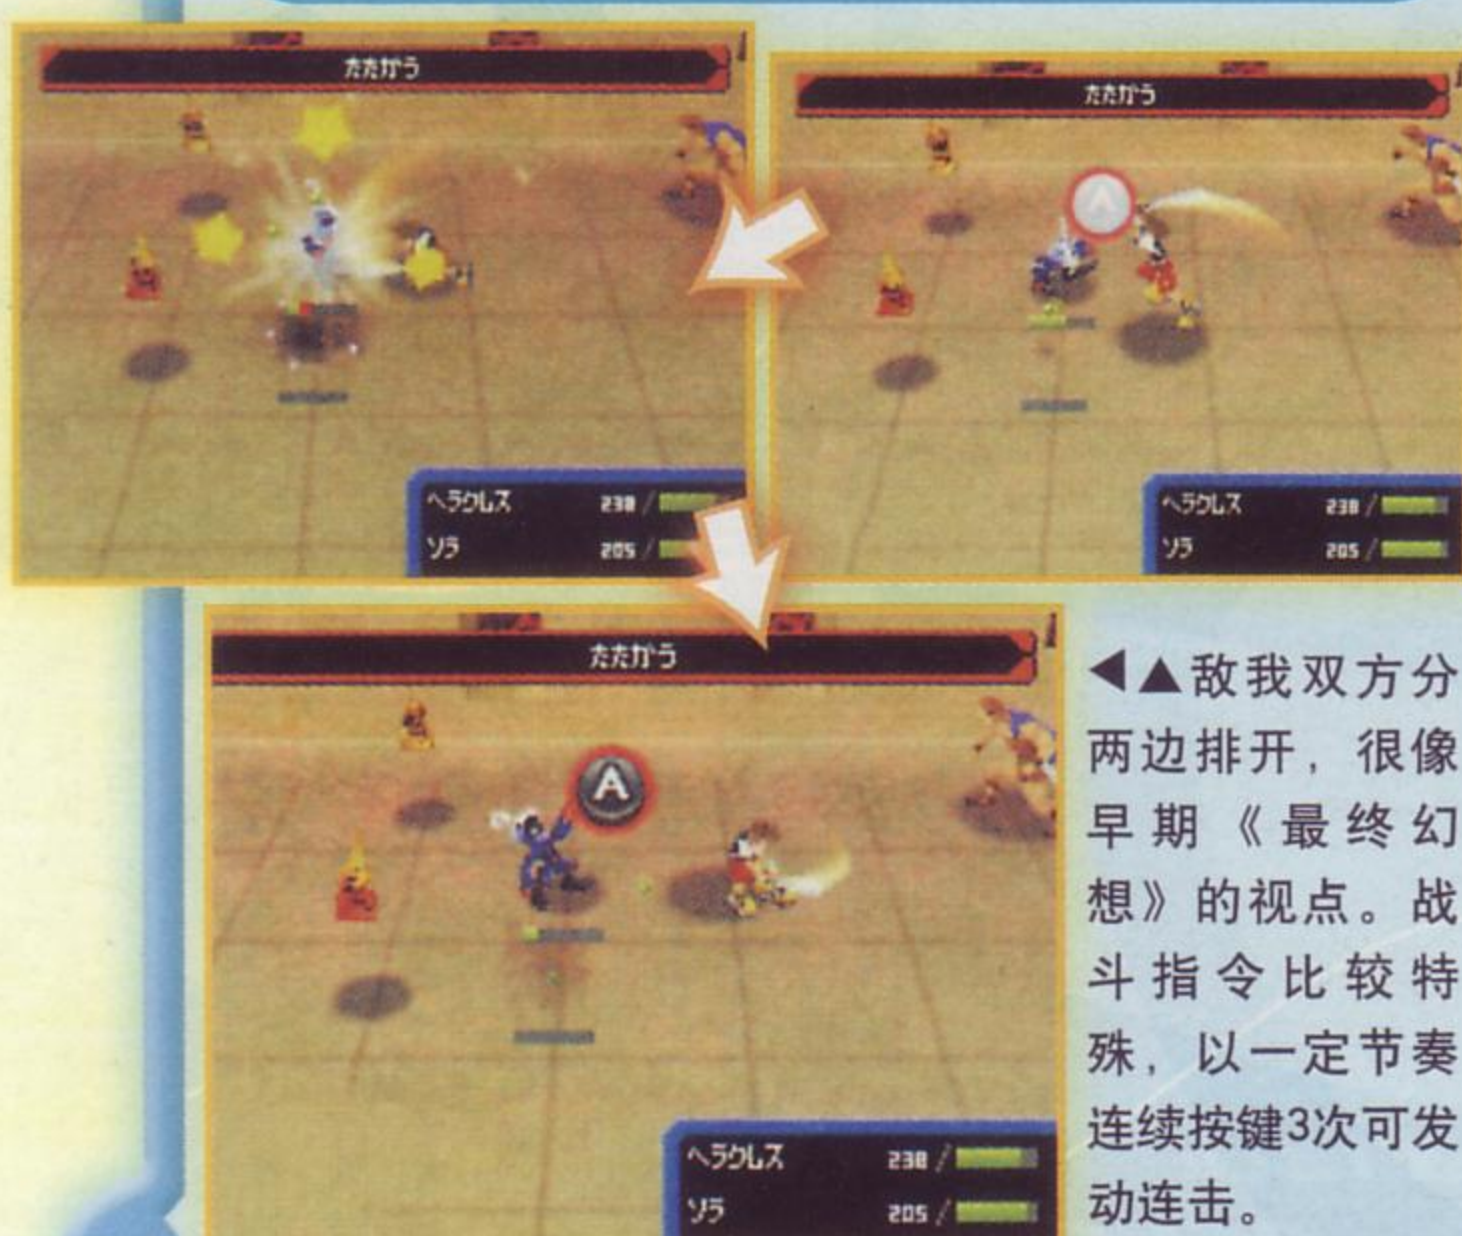 たたかう
ヘラクレス 238 /
ソラ 205 /
たたかう
ヘラクレス 238 /
ソラ 205 /
A
たたかう
A
ヘラクレス 238 /
ソラ 205 /
◀▲敌我双方分
两边排开，很像
早期《最终幻
想》的视点。战
斗指令比较特
殊，以一定节奏
连续按键3次可发
动连击。